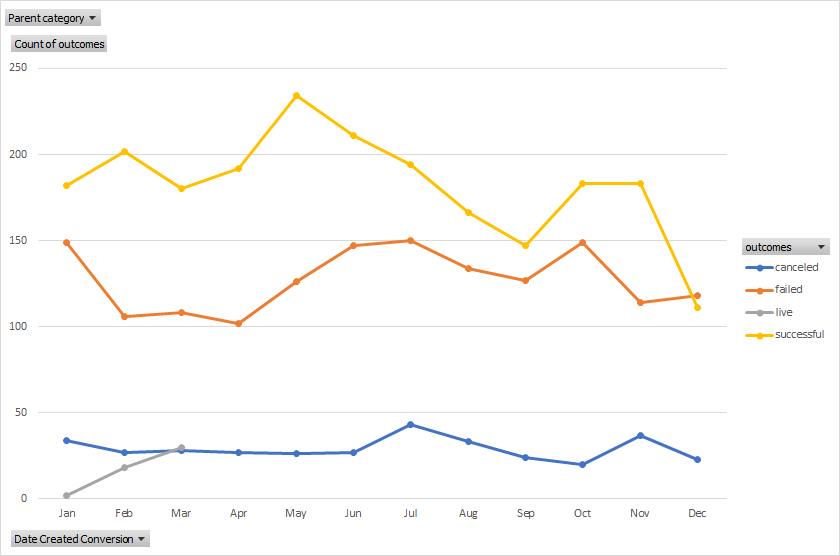 Parent category
Count of outcomes
250
200
150
100
50
0
Jan Feb Mar Apr May Jun Jul Aug Sep Oct Nov Dec
outcomes
canceled
failed
live
successful
Date Created Conversion